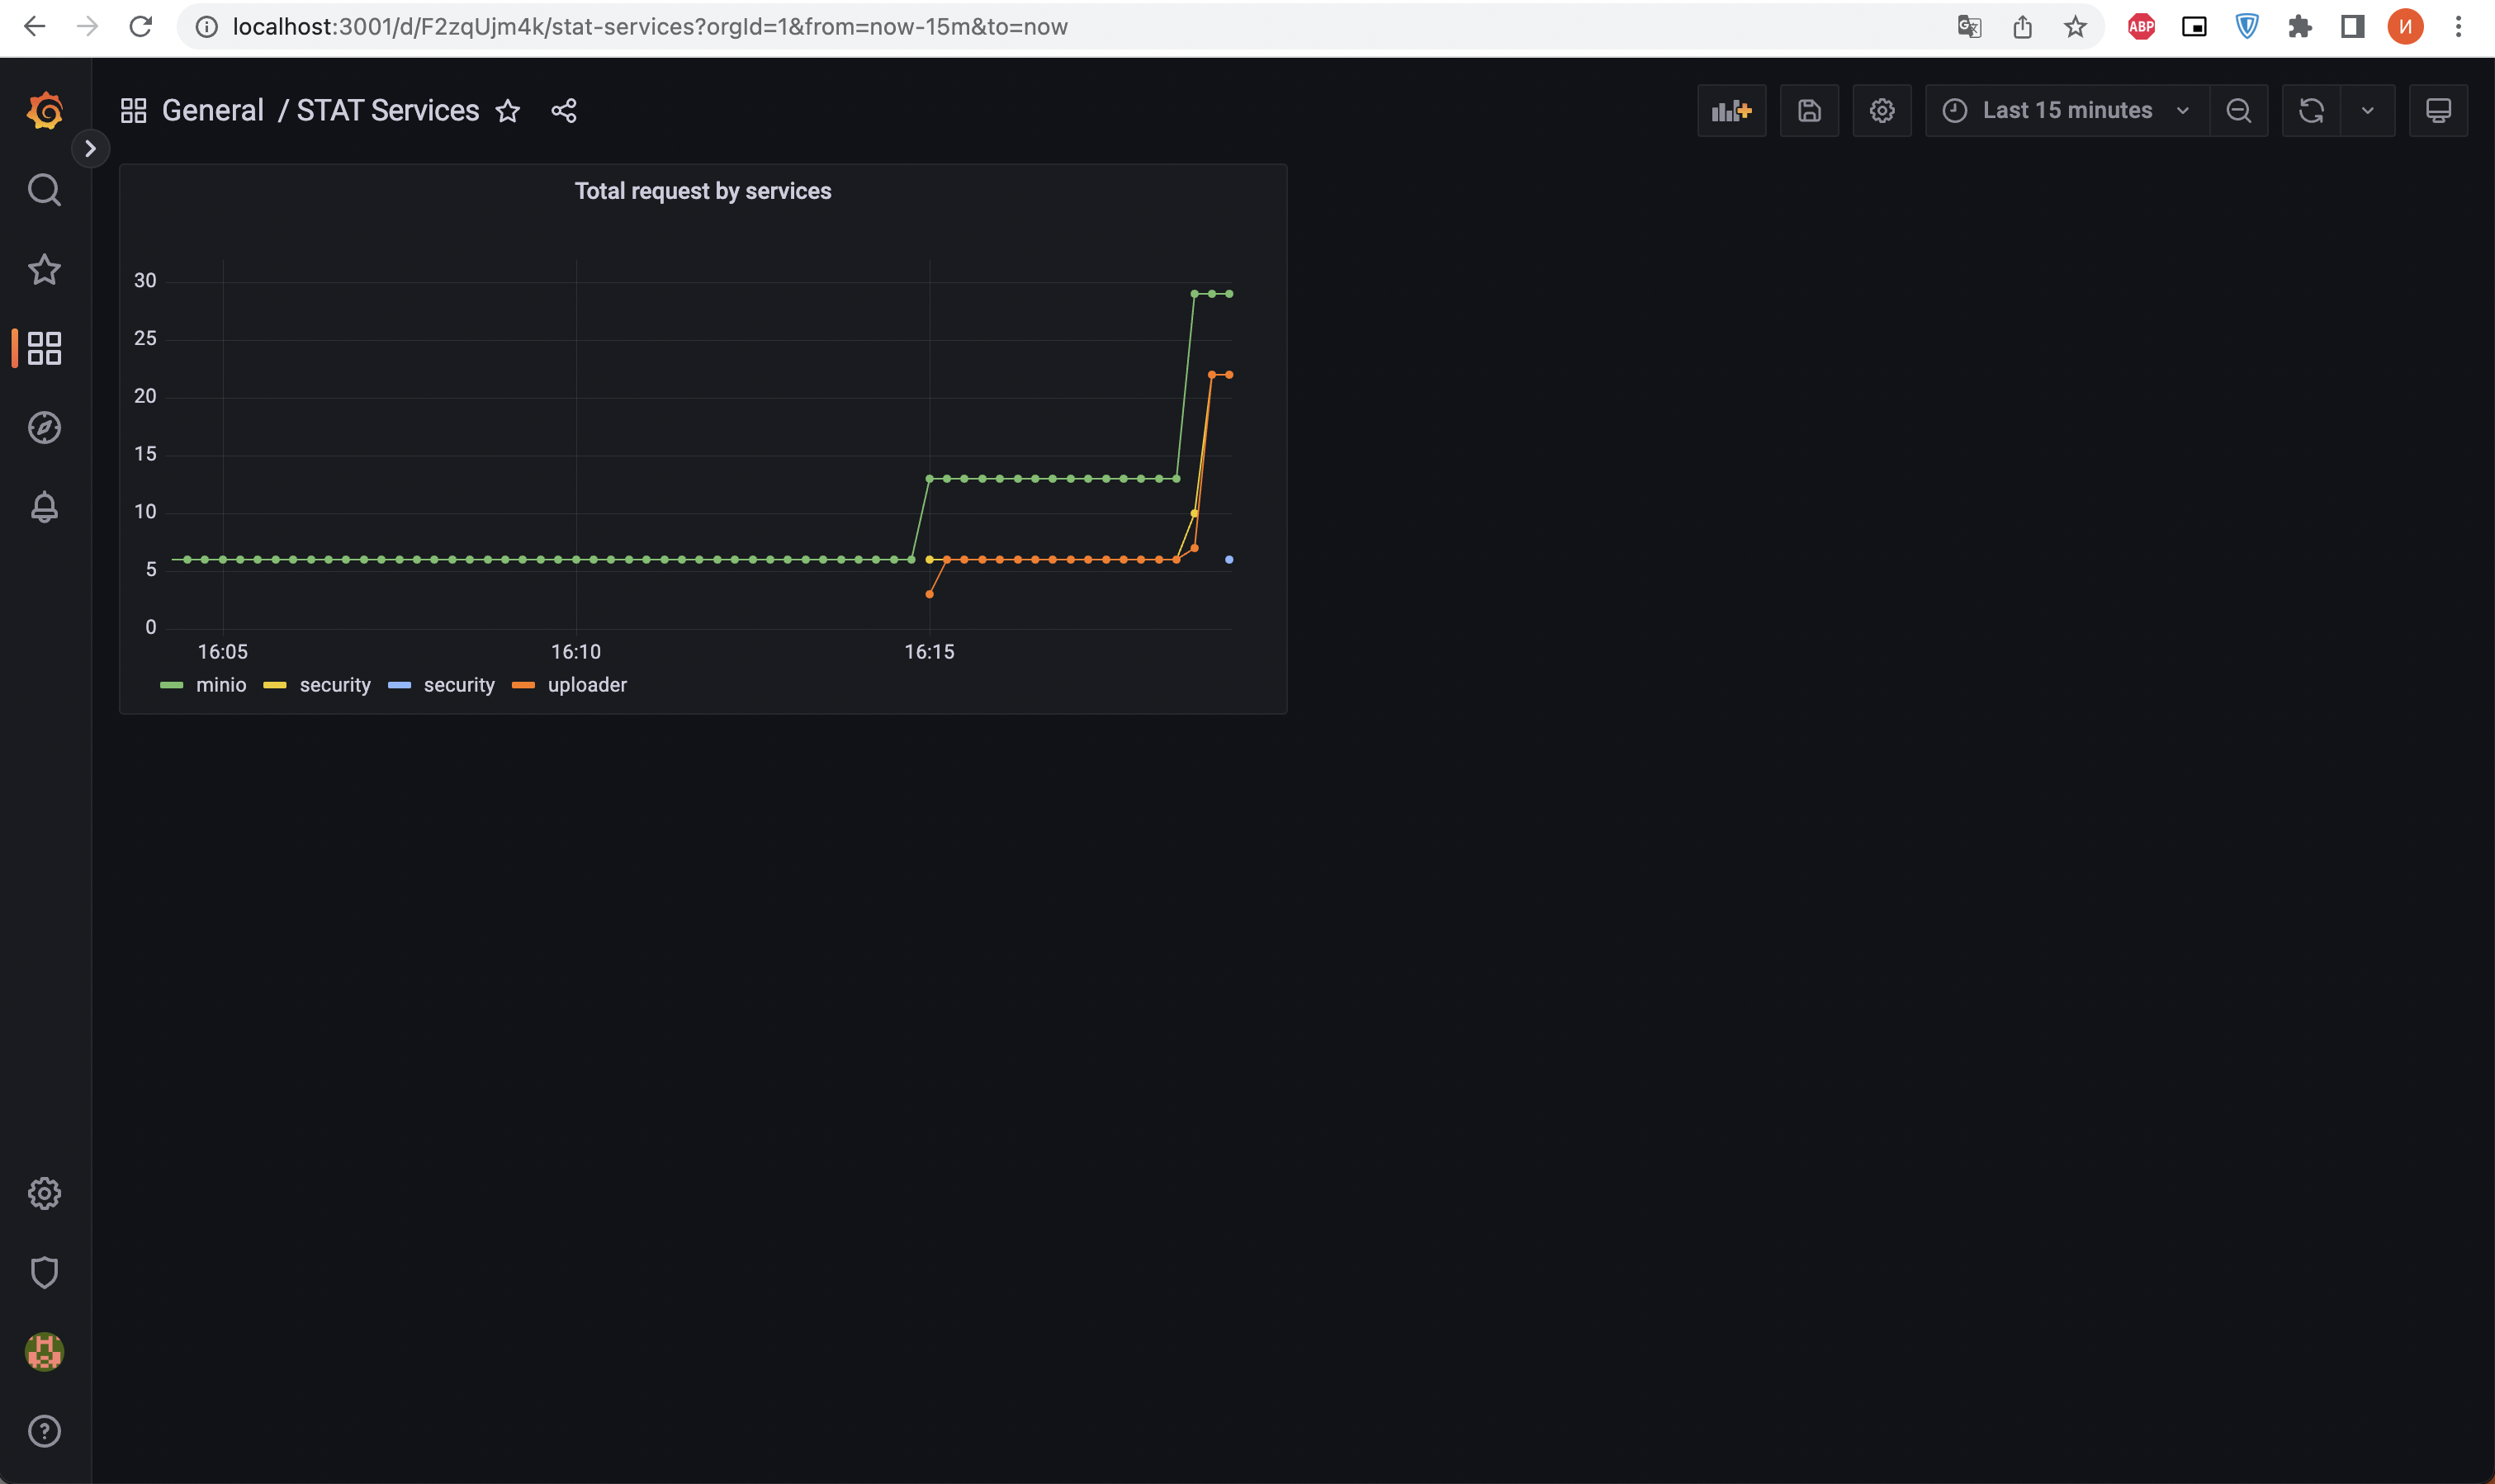 localhost:3001/d/F2zqUjm4k/stat-services?orgId=1&from=now-15m&to=now
ABP
И
General / STAT Services
Last 15 minutes
Total request by services
30
25
20
15
10
5
0
16:05 16:10 16:15
minio security security uploader